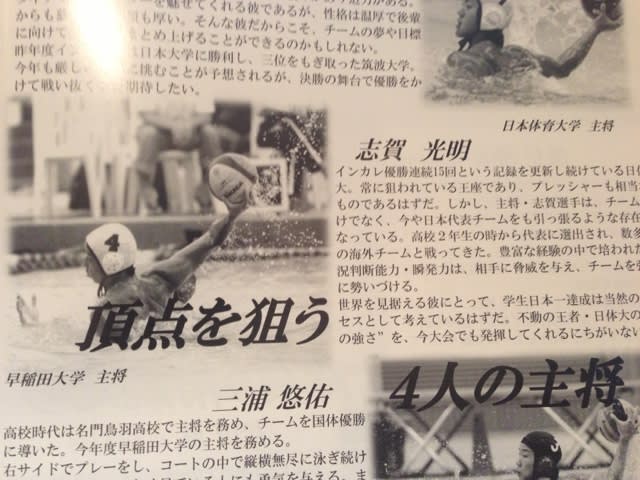 ーを魅せてくれる彼であるが、性格は温厚で後輩
も厚い。そんな彼だからこそ、チームの夢や目標
に向けて
とめ上げることができるのかもしれない。
昨年度イン
日本大学に勝利し、三位をもぎ取った筑波大学。
今年も厳し
に挑むことが予想されるが、決勝の舞台で優勝をか
けて戦い抜く
期待したい。
日本体育大学 主将
志賀 光明
インカレ優勝連続15回という記録を更新し続けている日体
大。常に狙われている王座であり、プレッシャーも相当
ものであるはずだ。しかし、主将・志賀選手は、チーム
けでなく、今や日本代表チームをも引っ張るような存在
なっている。高校2年生の時から代表に選出され、数多
の海外チームと戦ってきた。豊富な経験の中で培われた
況判断能力・瞬発力は、相手に脅威を与え、チームを
に勢いづける。
世界を見据える彼にとって、学生日本一達成は当然の
セスとして考えているはずだ。不動の王者・日体大の
の強さ”を、今大会でも発揮してくれるにちがいない
4
頂点を狙う
早稲田大学 主将
三浦 悠佑
高校時代は名門鳥羽高校で主将を務め、チームを国体優勝
に導いた。今年度早稲田大学の主将を務める。
右サイドでプレーをし、コートの中で縦横無尽に泳ぎ続け
4人の主将